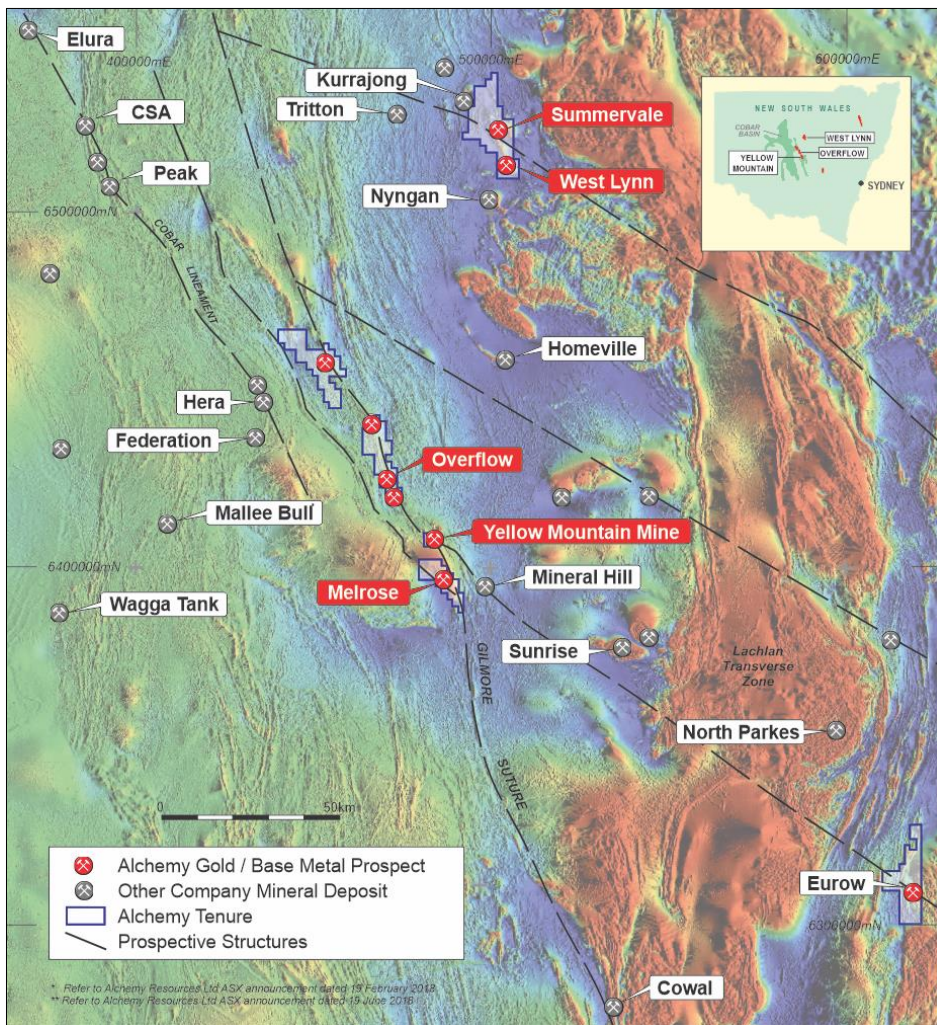 Elura
400000mE
500000mE
600000mE
Kurrajong
CSA
Tritton
Summervale
NEW SOUTH WALES
COBAR
BASIN
WEST LYNN
OVERFLOW
YELLOW
MOUNTAIN
SYDNEY
Peak
West Lynn
Nyngan
6500000mN
COBAR
LINEAMENT
Homeville
Hera
Federation
Overflow
Mallee Bull
Yellow Mountain Mine
6400000mN
Mineral Hill
Melrose
Wagga Tank
Sunrise
GILMORE
Lachlan
Transverse
Zone
North Parkes
SUTURE
0
50km
Alchemy Gold / Base Metal Prospect
Other Company Mineral Deposit
Alchemy Tenure
Prospective Structures
Eurow
6300000mN
* Refer to Alchemy Resources Ltd ASX announcement dated 19 February 2018
** Refer to Alchemy Resources Ltd ASX announcement dated 19 June 2018
Cowal